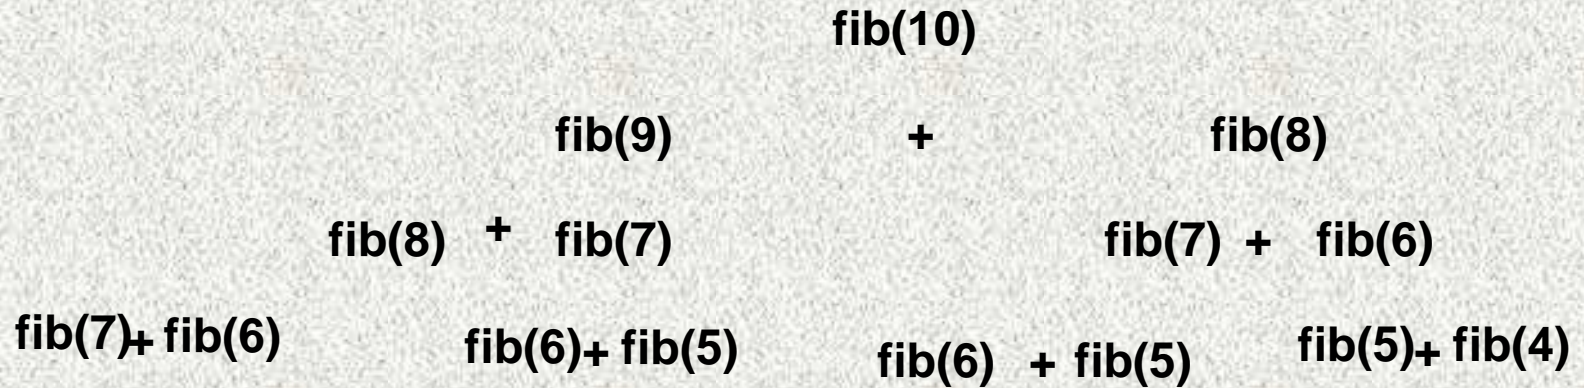 fib(10)
fib(9) + fib(8)
fib(8) + fib(7) fib(7) + fib(6)
fib(7)+ fib(6) fib(6)+ fib(5) fib(6) + fib(5) fib(5)+ fib(4)